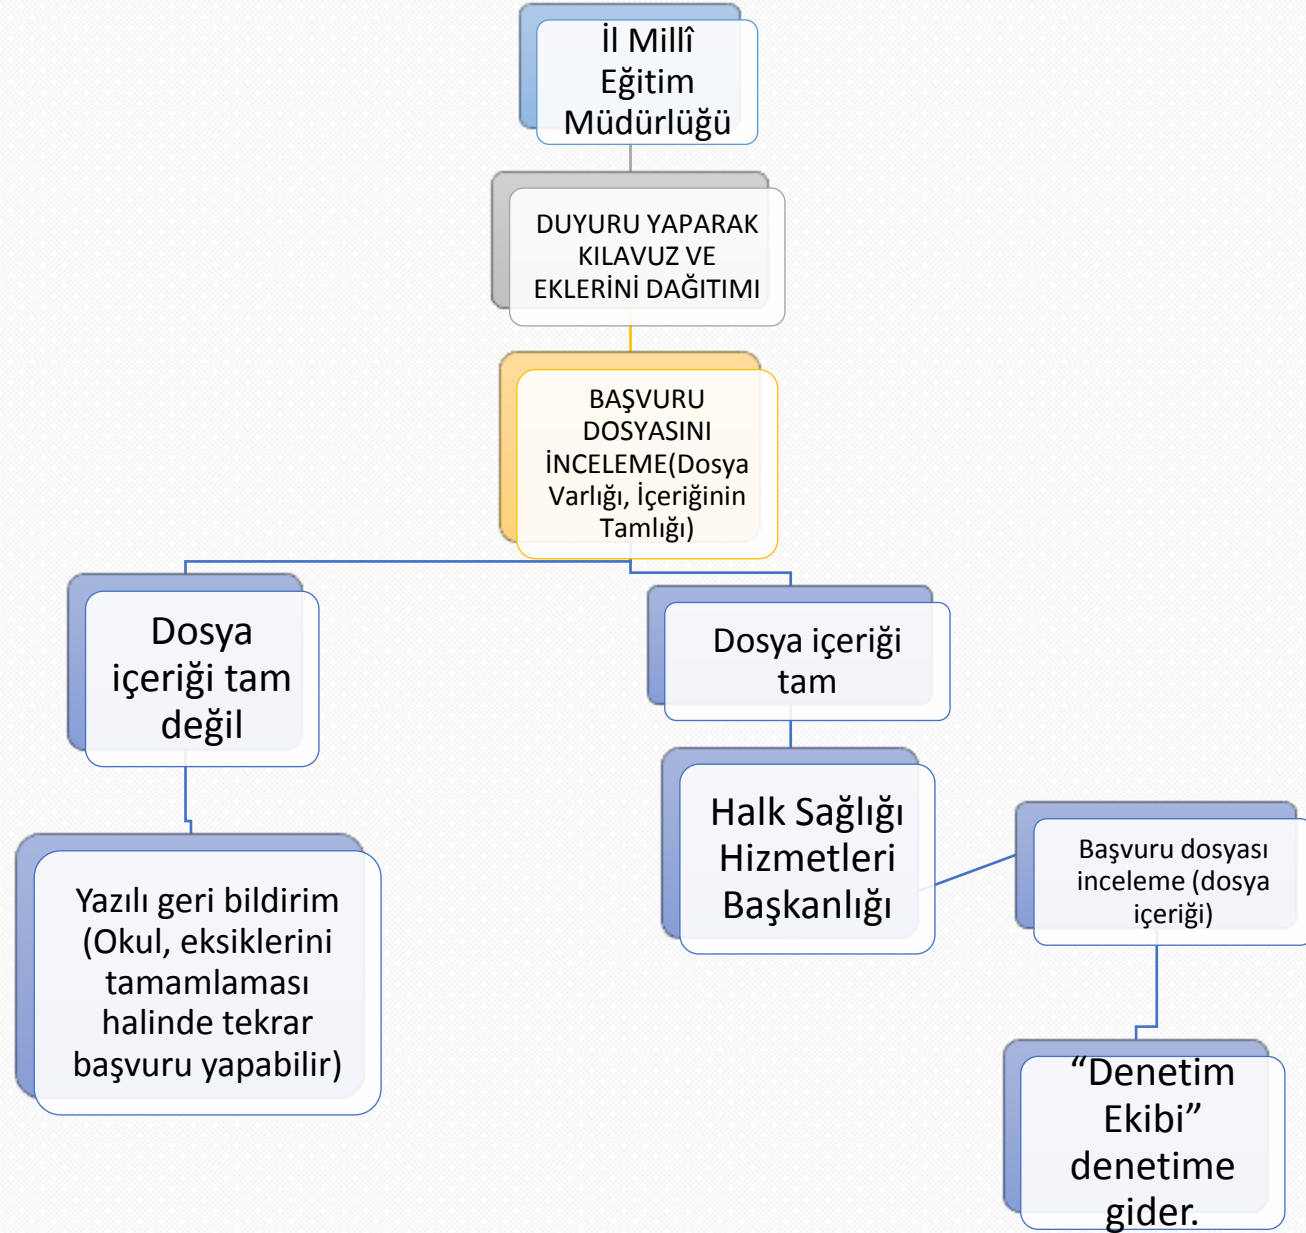 İl Millî
Eğitim
Müdürlüğü
DUYURU YAPARAK
KILAVUZ VE
EKLERİNİ DAĞITIMI
BAŞVURU
DOSYASINI
İNCELEME(Dosya
Varlığı, İçeriğinin
Tamlığı)
Dosya
içeriği tam
değil
Yazılı geri bildirim
(Okul, eksiklerini
tamamlaması
halinde tekrar
başvuru yapabilir)
Dosya içeriği
tam
Halk Sağlığı
Hizmetleri
Başkanlığı
Başvuru dosyası
inceleme (dosya
içeriği)
“Denetim
Ekibi”
denetime
gider.